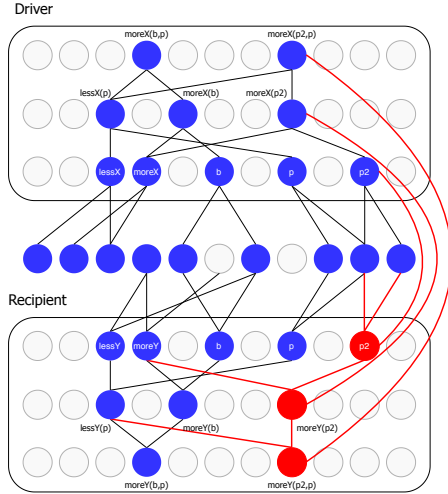 Driver
moreX(b,p) moreX(p2,p)
lessX(p) moreX(b) moreX(p2)
lessX moreX b p p2
Recipient
lessY moreY b p p2
lessY(p) moreY(b) moreY(p2)
moreY(b,p) moreY(p2,p)